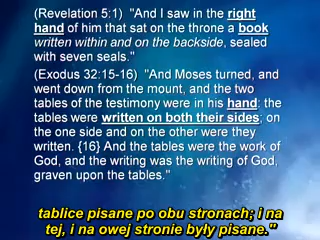 (Revelation 5:1)  "And I saw in the right
hand of him that sat on the throne a book
written within and on the backside, sealed
with seven seals."
(Exodus 32:15-16)  "And Moses turned, and
went down from the mount, and the two
tables of the testimony were in his hand: the
tables were written on both their sides; on
the one side and on the other were they
written. {16} And the tables were the work of
God, and the writing was the writing of God,
graven upon the tables."
tablice pisane po obu stronach; i na
tej, i na owej stronie były pisane."